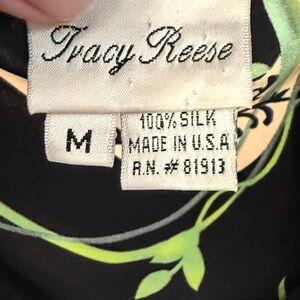 Tracy Reese
M
100% SILK
MADE IN U.S.A
R.N. # 81913